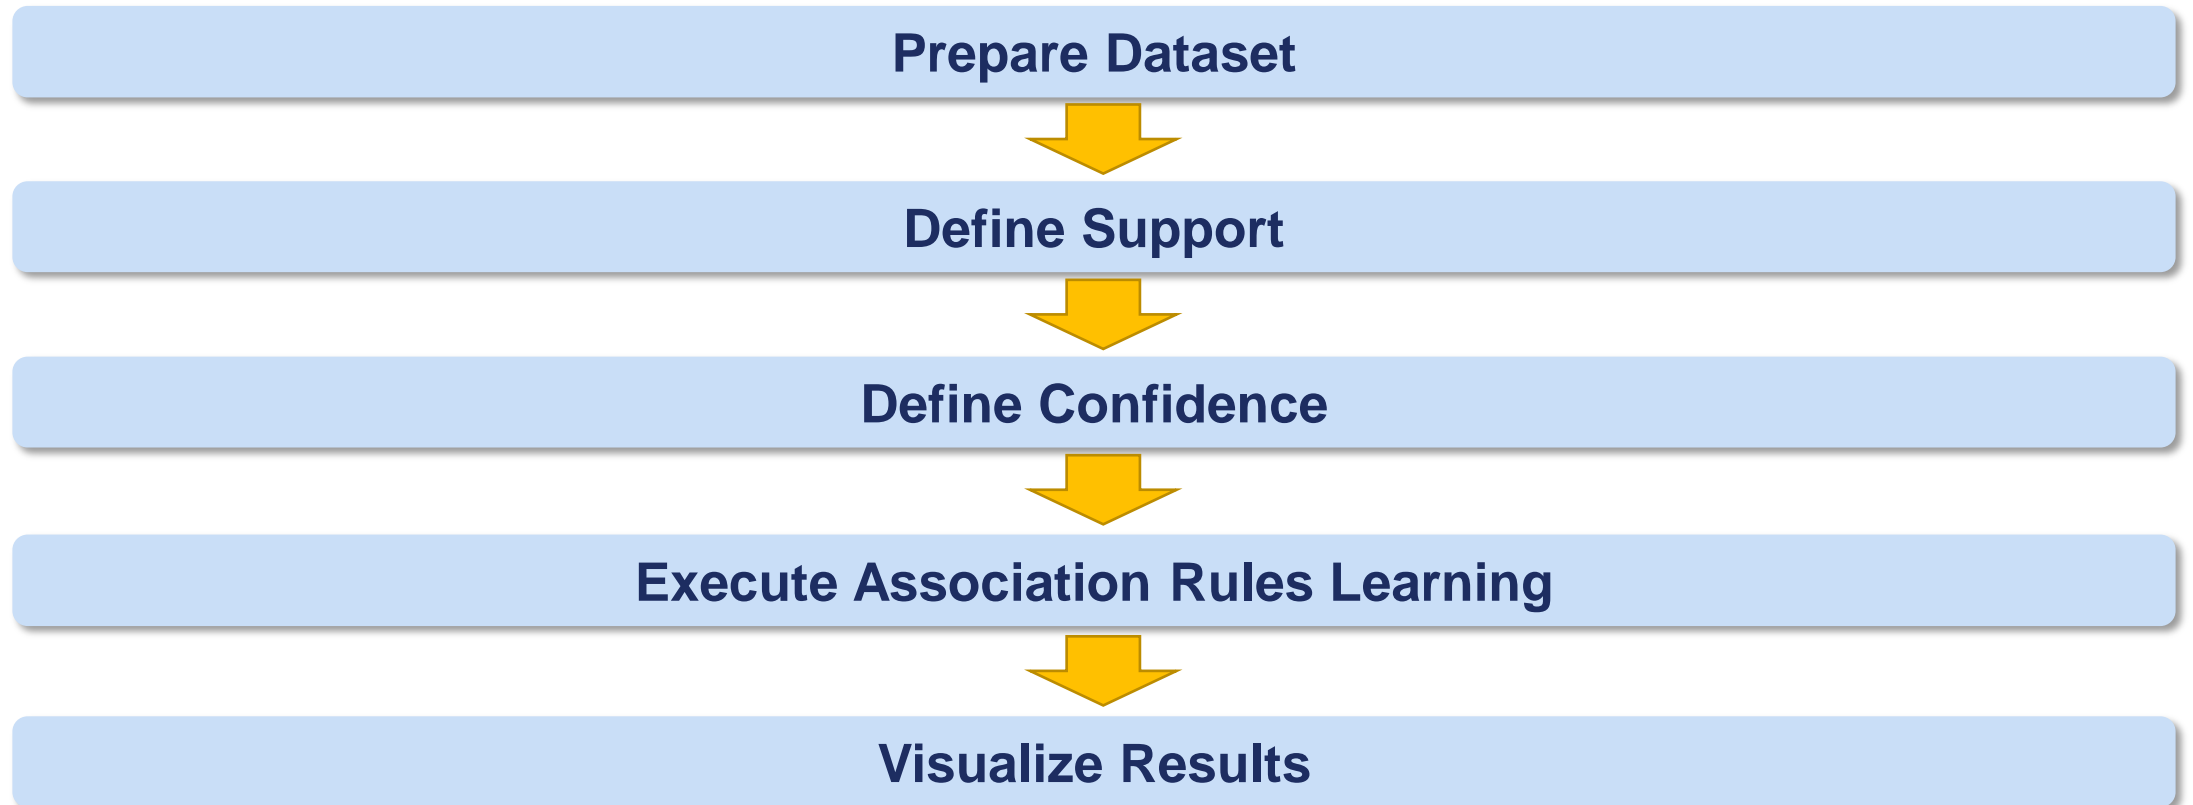 Prepare Dataset
Define Support
Define Confidence
Execute Association Rules Learning
Visualize Results